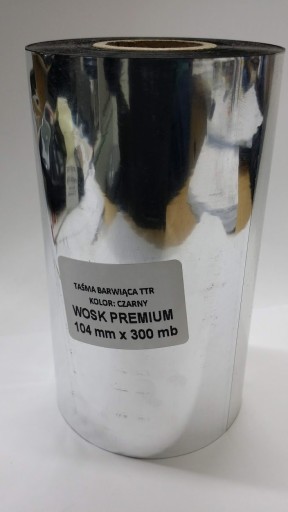 TAŚMA BARWIĄCA TTR
KOLOR: CZARNY
WOSK PREMIUM
104 mm x 300 mb